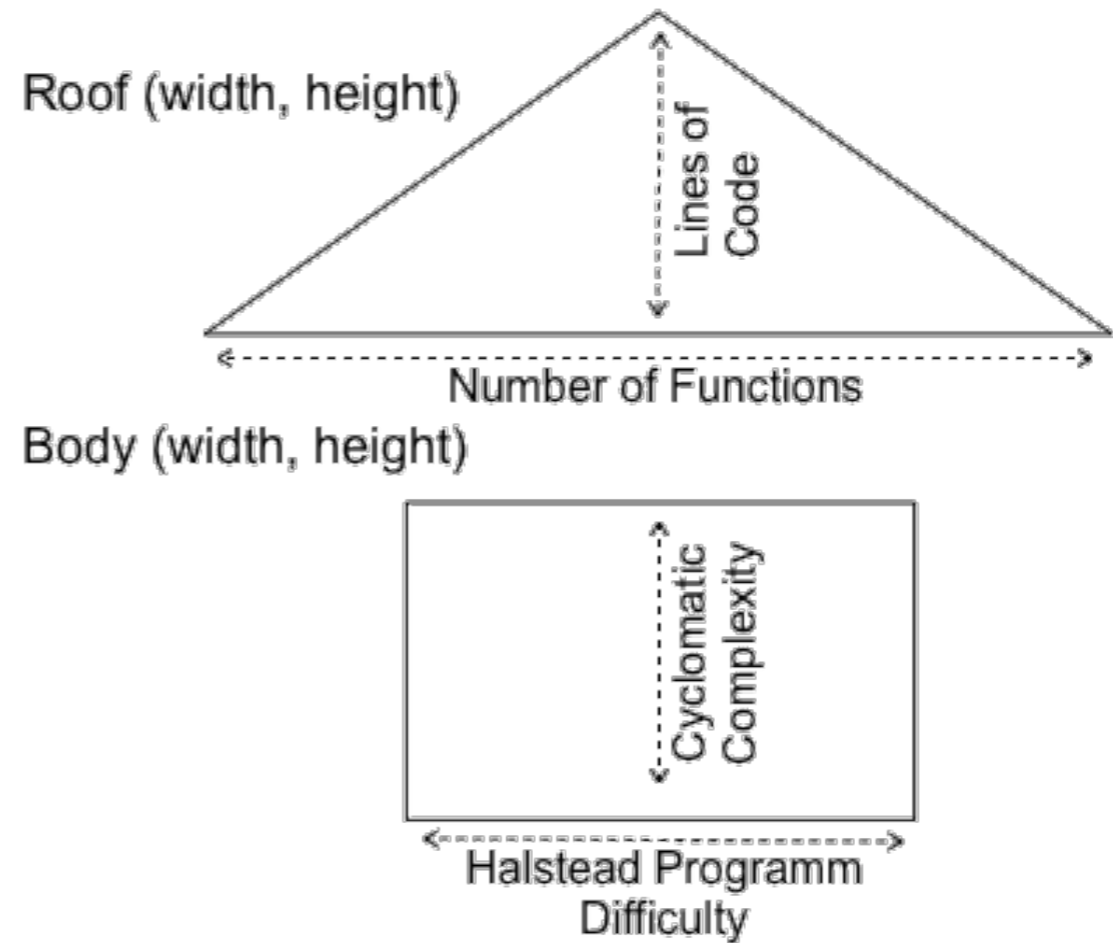 Roof (width, height)
Lines of
Code
Number of Functions
Body (width, height)
Cyclomatic
Complexity
Halstead Programm
Difficulty